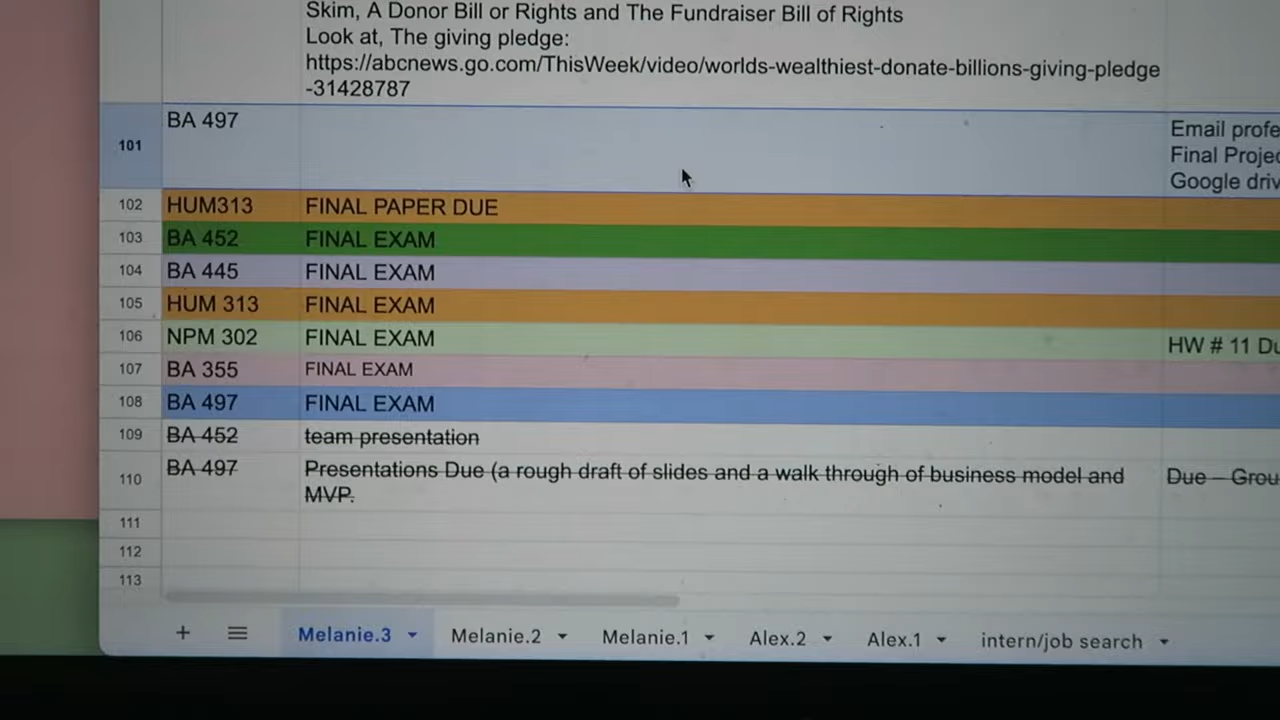 Skim, A Donor Bill or Rights and The Fundraiser Bill of Rights
Look at, The giving pledge:
https://abcnews.go.com/ThisWeek/video/worlds-wealthiest-donate-billions-giving-pledge
-31428787
101 BA 497
Email profe
Final Projec
Google driv
102 HUM313 FINAL PAPER DUE
103 BA 452 FINAL EXAM
104 BA 445 FINAL EXAM
105 HUM 313 FINAL EXAM
106 NPM 302 FINAL EXAM HW # 11 Du
107 BA 355 FINAL EXAM
108 BA 497 FINAL EXAM
109 BA 452 team presentation
110 BA 497 Presentations Due (a rough draft of slides and a walk through of business model and Due – Grou
MVP.
111
112
113
+ Melanie.3 Melanie.2 Melanie.1 Alex.2 Alex.1 intern/job search